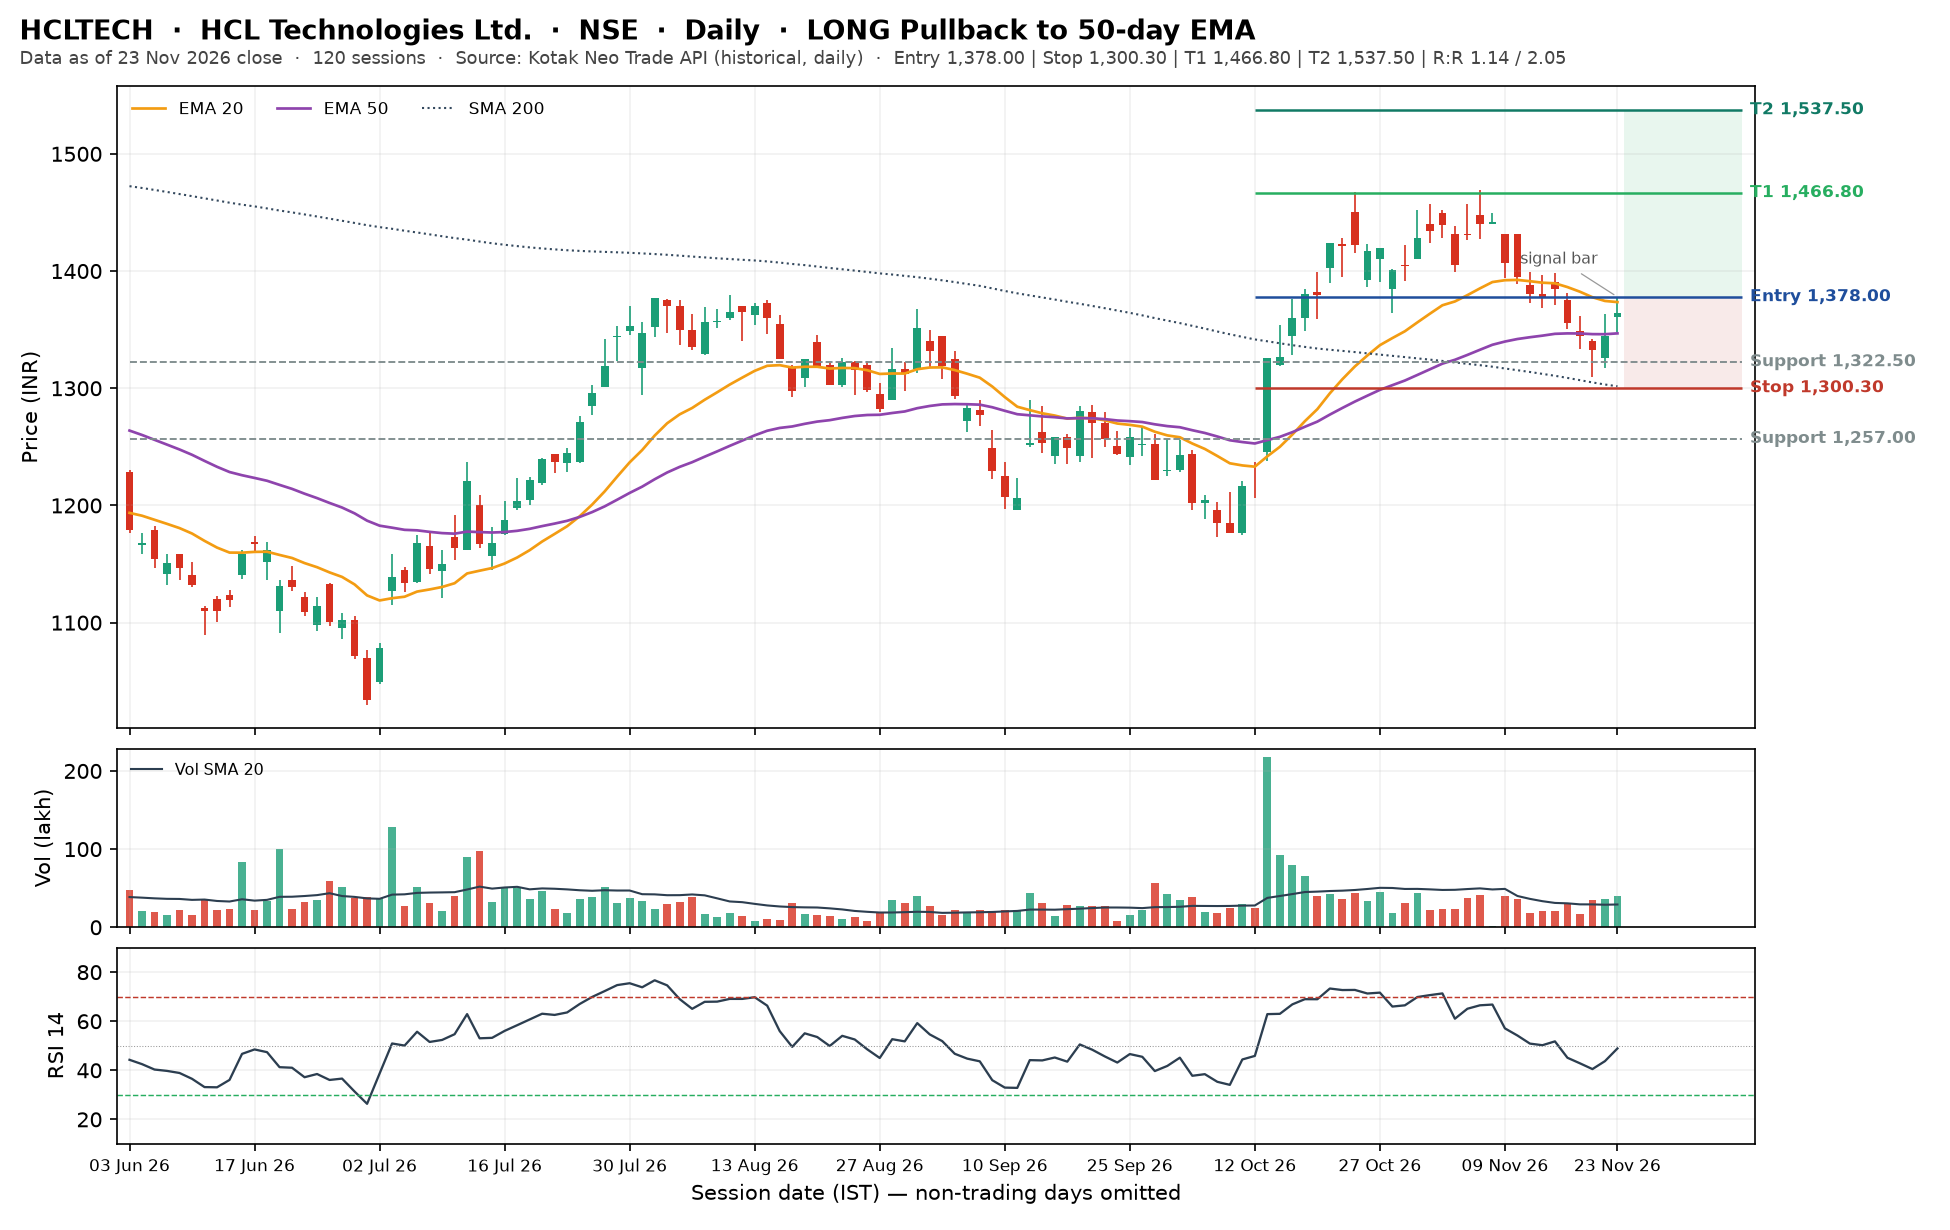 HCLTECH · HCL Technologies Ltd. · NSE · Daily · LONG Pullback to 50-day EMA
Data as of 23 Nov 2026 close · 120 sessions · Source: Kotak Neo Trade API (historical, daily) · Entry 1,378.00 | Stop 1,300.30 | T1 1,466.80 | T2 1,537.50 | R:R 1.14 / 2.05
EMA 20 EMA 50 SMA 200
T2 1,537.50
1500
T1 1,466.80
1400
signal bar
Entry 1,378.00
Support 1,322.50
1300
Stop 1,300.30
Support 1,257.00
1200
1100
Price (INR)
Vol SMA 20
200
100
0
Vol (lakh)
80
60
40
20
RSI 14
03 Jun 26 17 Jun 26 02 Jul 26 16 Jul 26 30 Jul 26 13 Aug 26 27 Aug 26 10 Sep 26 25 Sep 26 12 Oct 26 27 Oct 26 09 Nov 26 23 Nov 26
Session date (IST) — non-trading days omitted